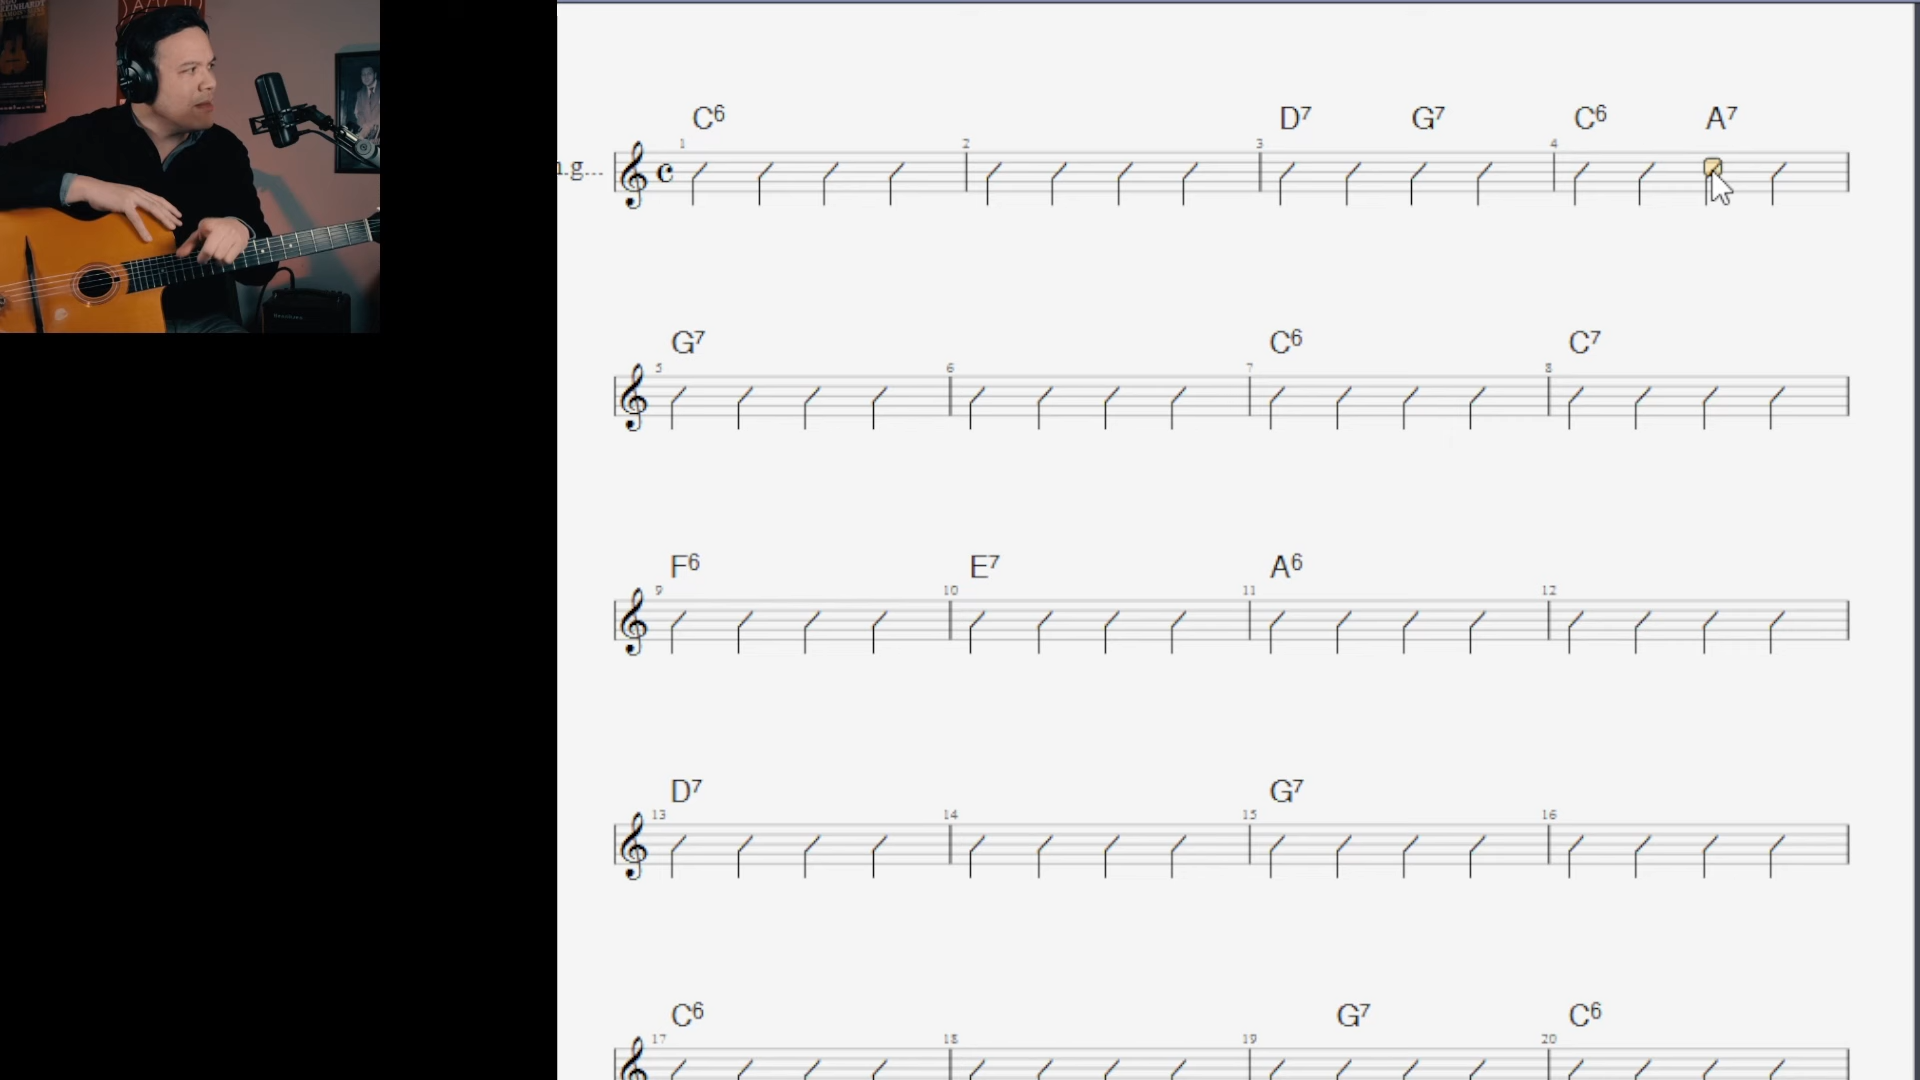 C6 D7 G7 C6 A7
1 2 3 4
G7 C6 C7
5 6 7 8
F6 E7 A6
9 10 11 12
D7 G7
13 14 15 16
C6 G7 C6
17 18 19 20